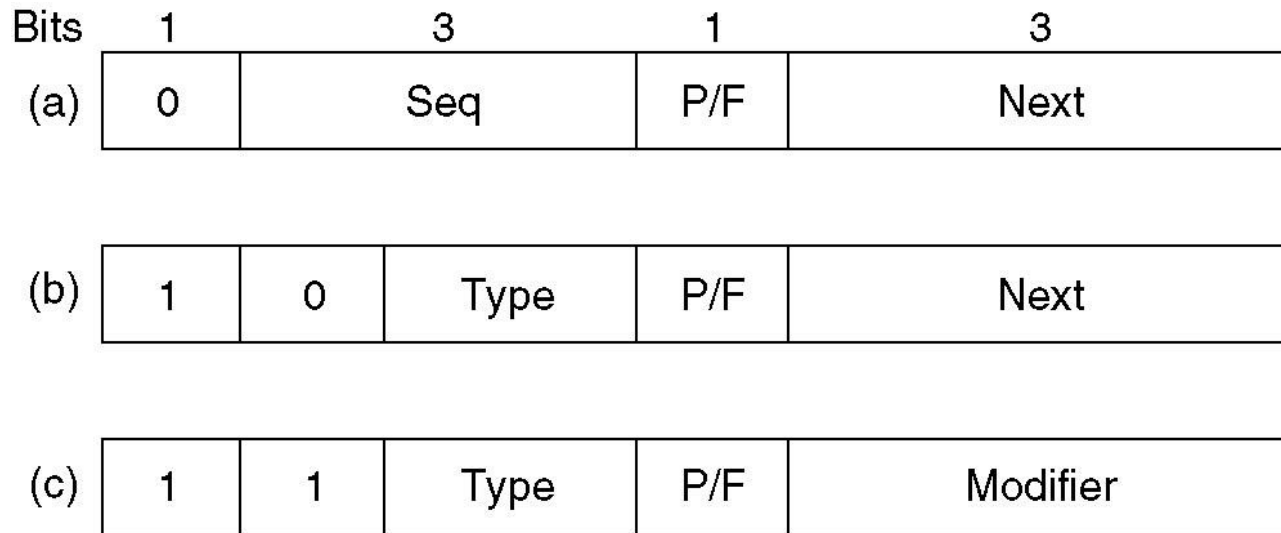 Bits 1 3 1 3
(a) 0 Seq P/F Next
(b) 1 0 Type P/F Next
(c) 1 1 Type P/F Modifier